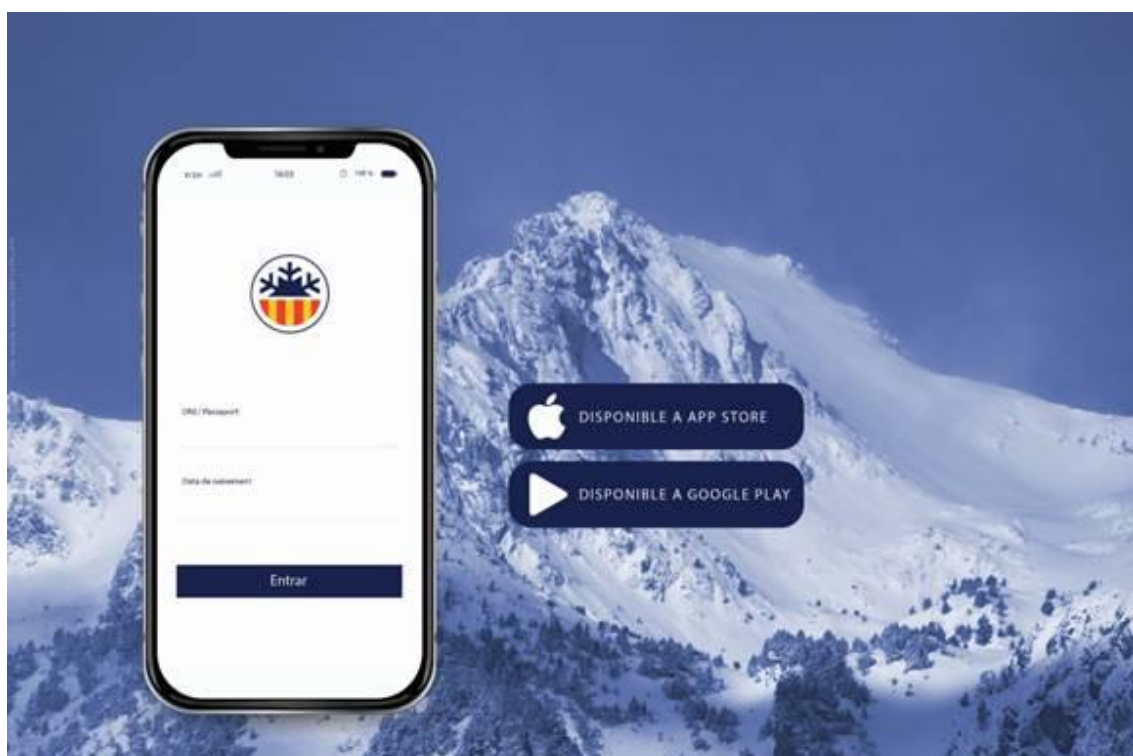 DNI / Passaport
Data de naixement
Entrar
DISPONIBLE A APP STORE
DISPONIBLE A GOOGLE PLAY